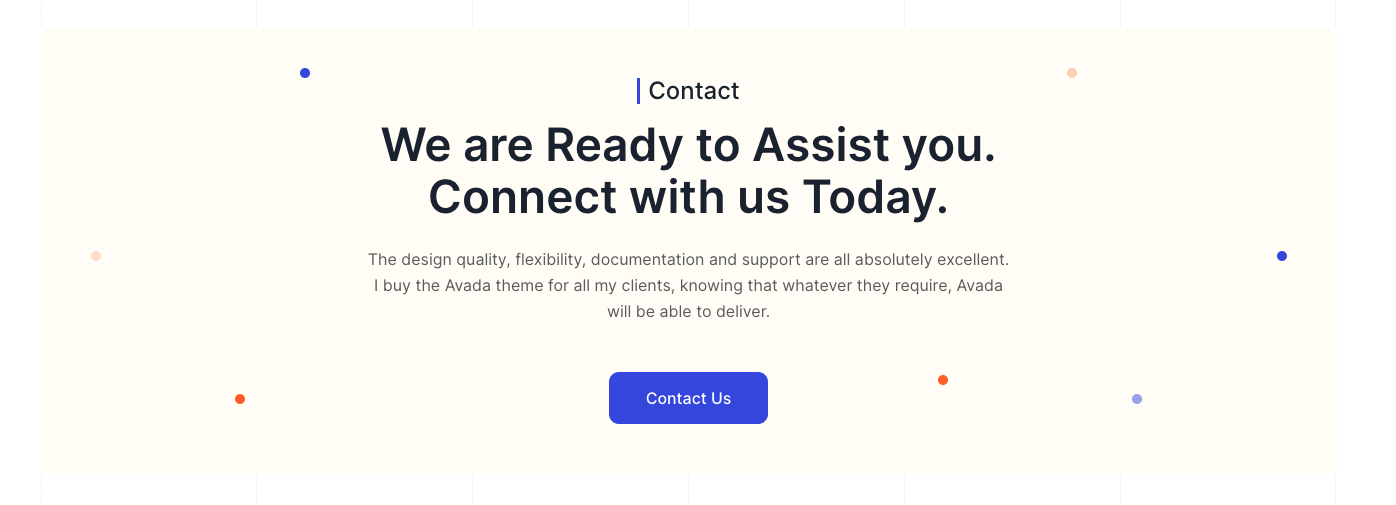 Contact
We are Ready to Assist you.
Connect with us Today.
The design quality, flexibility, documentation and support are all absolutely excellent.
I buy the Avada theme for all my clients, knowing that whatever they require, Avada
will be able to deliver.
Contact Us